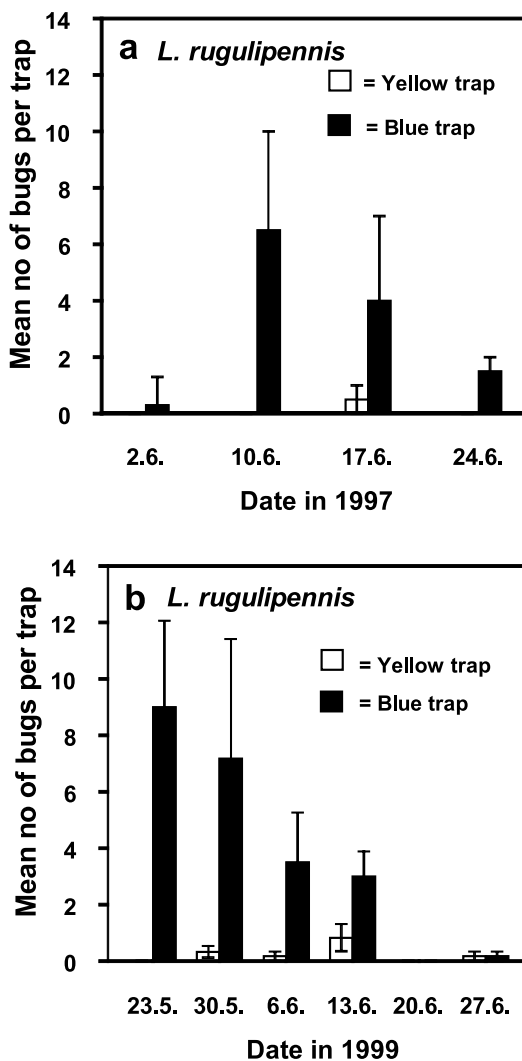 a L. rugulipennis
= Yellow trap
= Blue trap
Mean no of bugs per trap
14
12
10
8
6
4
2
0
2.6. 10.6. 17.6. 24.6.
Date in 1997
b L. rugulipennis
= Yellow trap
= Blue trap
Mean no of bugs per trap
14
12
10
8
6
4
2
0
23.5. 30.5. 6.6. 13.6. 20.6. 27.6.
Date in 1999